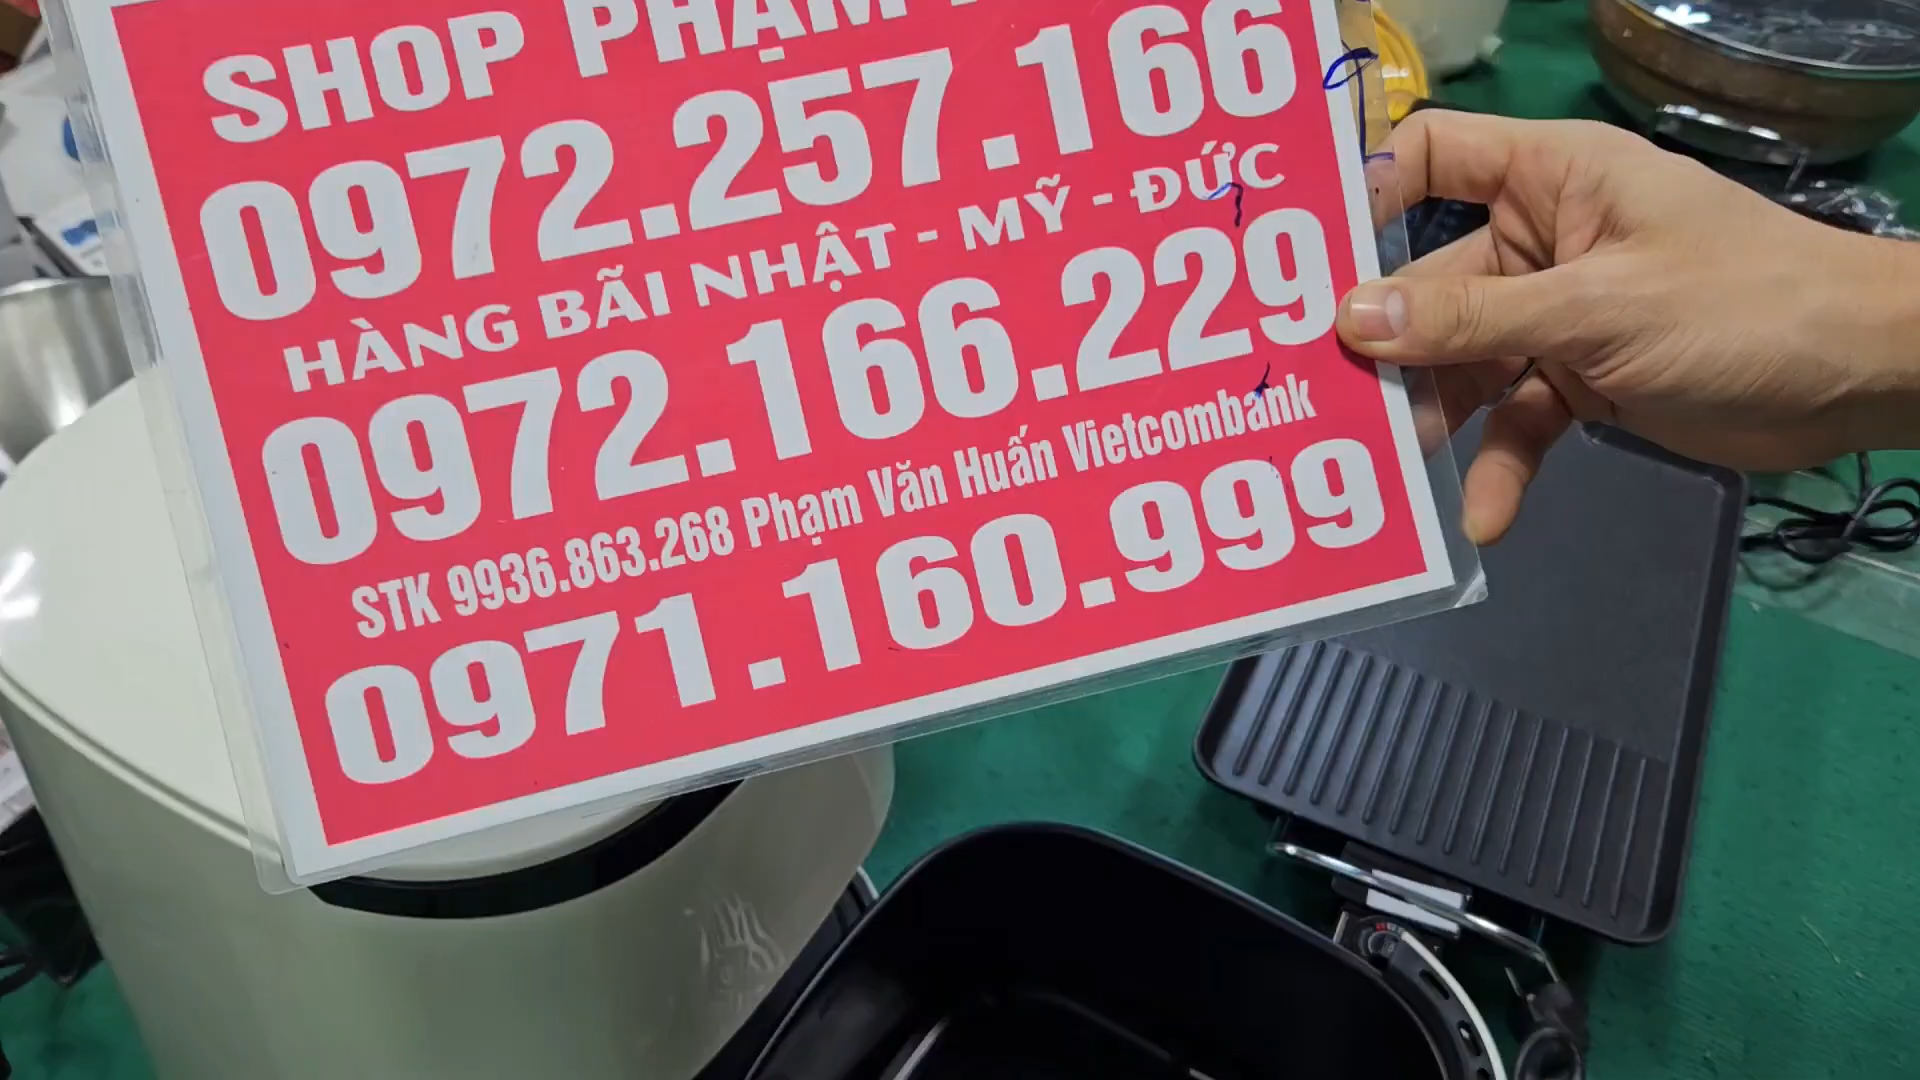 SHOP PHẠM
0972.257.166
HÀNG BÃI NHẬT - MỸ - ĐỨC
0972.166.229
STK 9936.863.268 Phạm Văn Huấn Vietcombank
0971.160.999